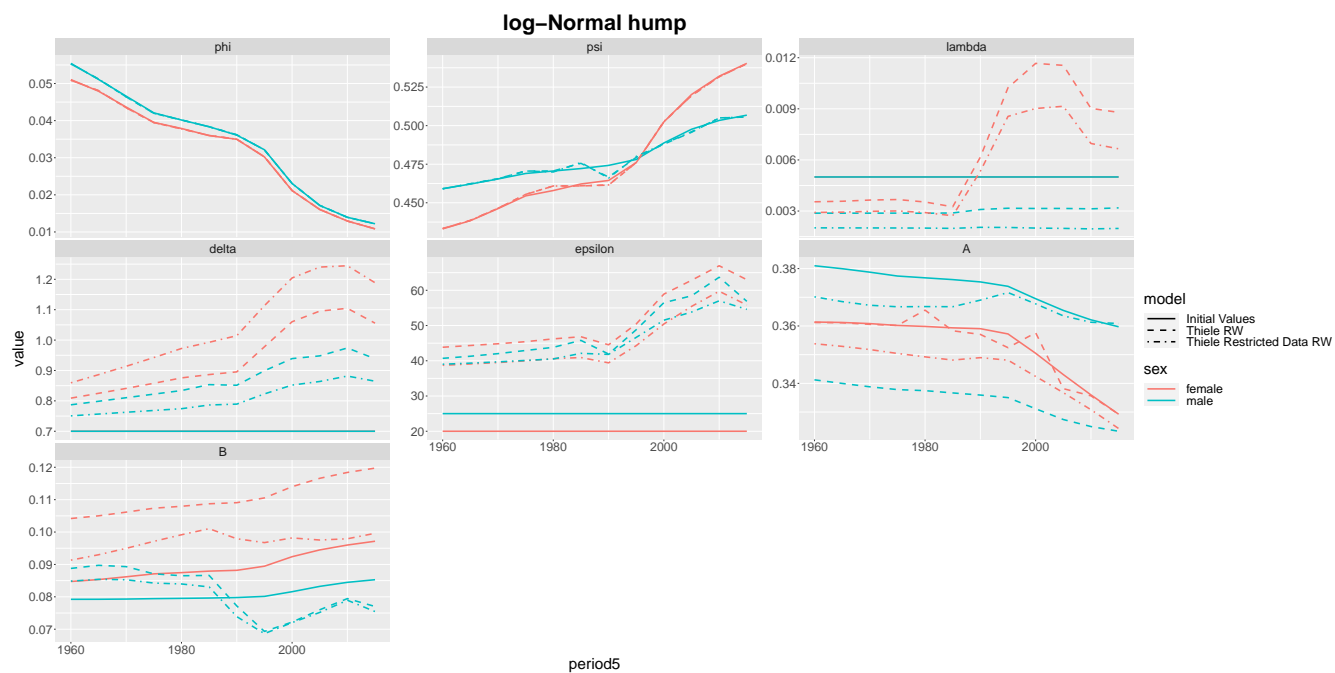 log−Normal hump
phi
psi
lambda
0.05
0.04
0.03
0.02
0.01
0.525
0.500
0.475
0.450
0.012
0.009
0.006
0.003
delta
epsilon
A
1.2
1.1
1.0
0.9
0.8
0.7
60
50
40
30
20
0.38
0.36
0.34
1960
1980
2000
1960
1980
2000
B
0.12
0.11
0.10
0.09
0.08
0.07
1960
1980
2000
value
period5
model
Initial Values
Thiele RW
Thiele Restricted Data RW
sex
female
male